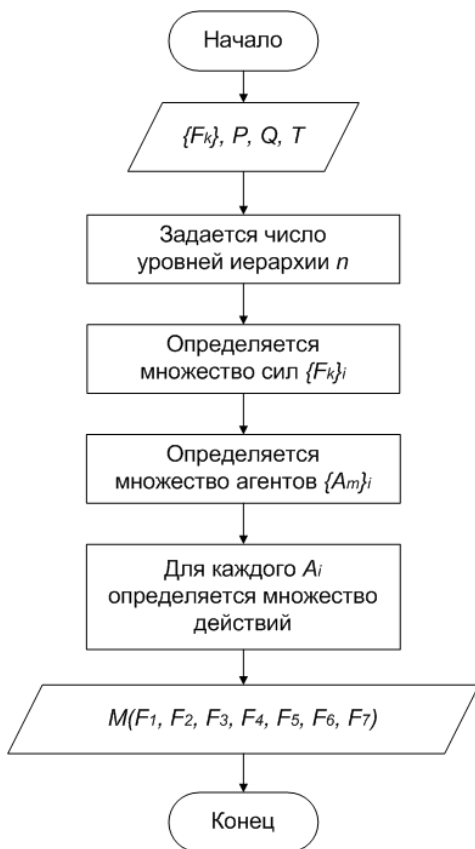 Начало
{Fk}, P, Q, T
Задается число
уровней иерархии n
Определяется
множество сил {Fk}i
Определяется
множество агентов {Am}i
Для каждого Ai
определяется множество
действий
M(F1, F2, F3, F4, F5, F6, F7)
Конец